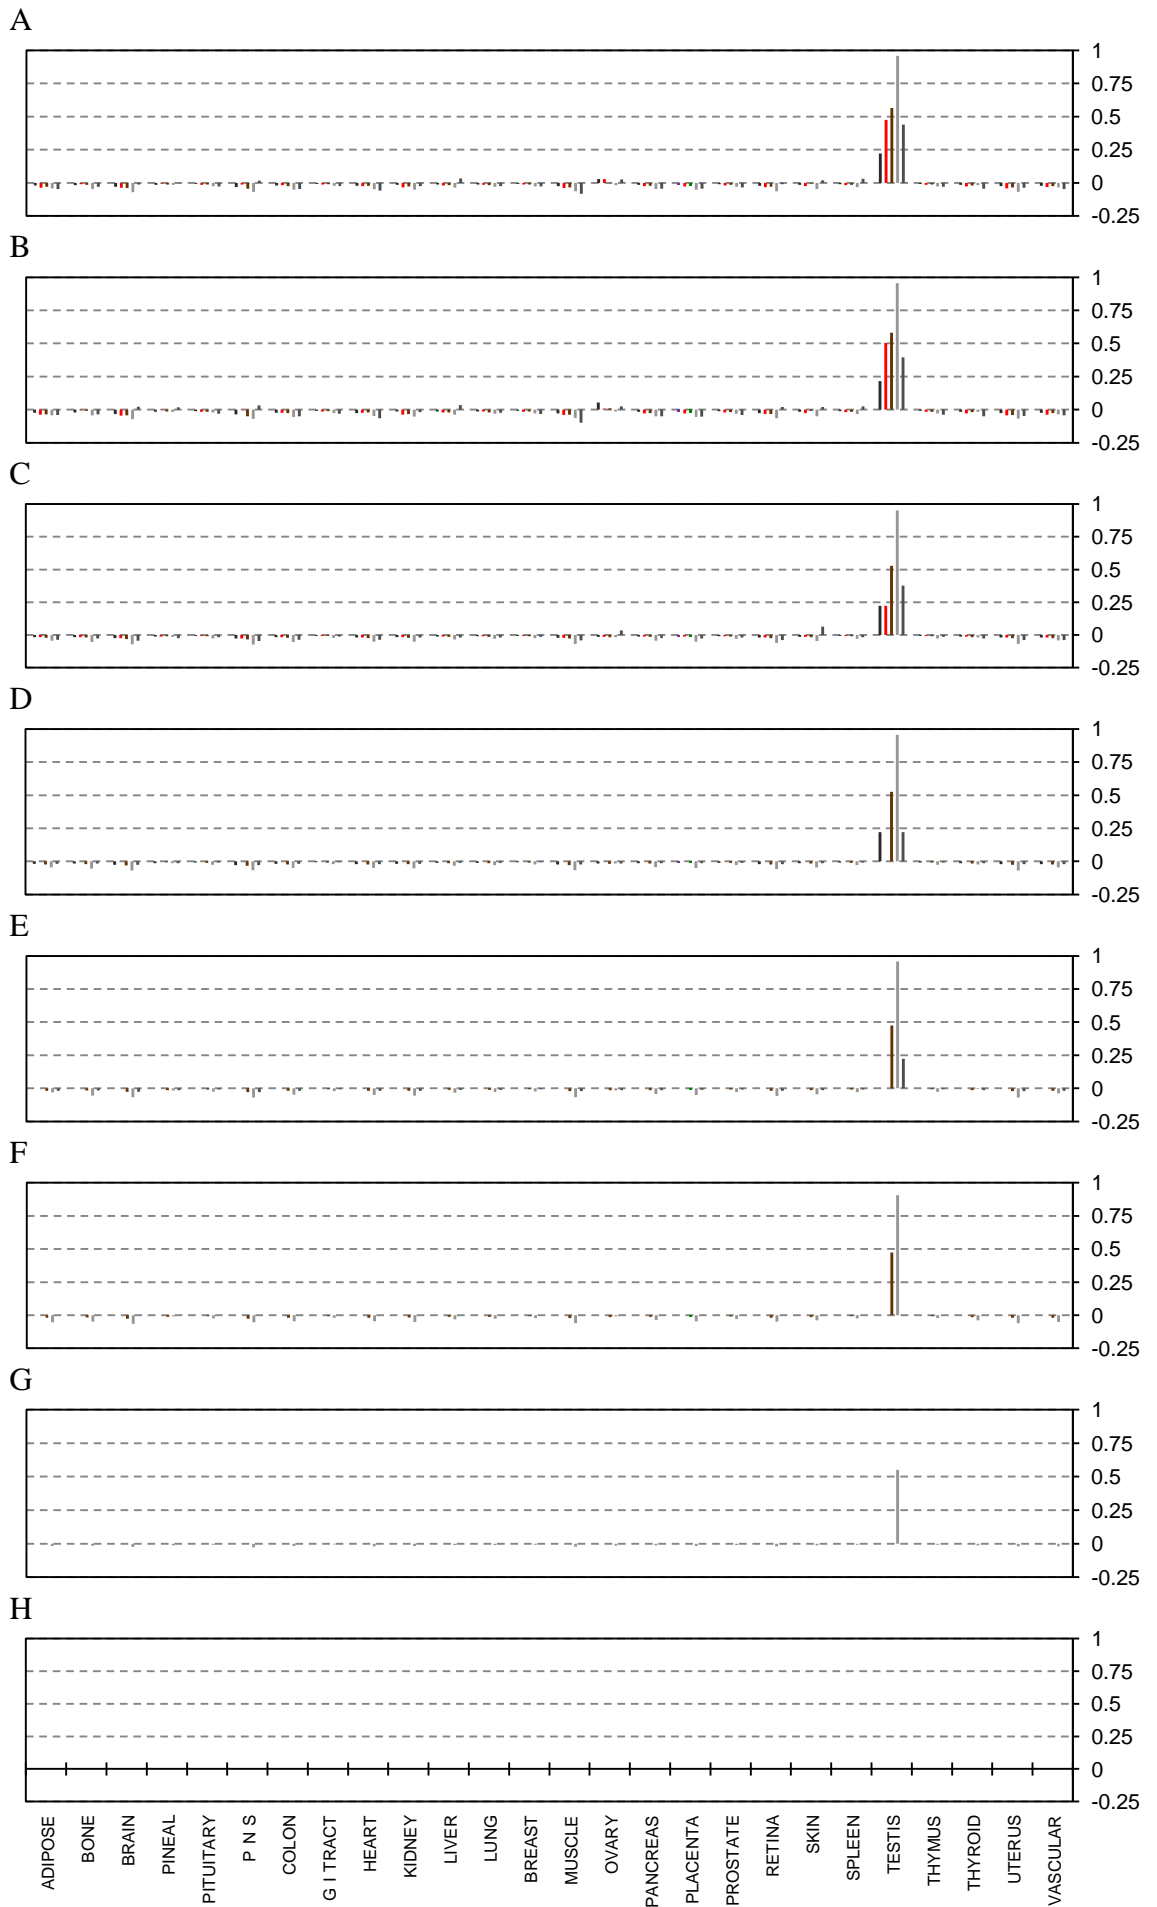 A
1
0.75
0.5
0.25
0
-0.25
B
1
0.75
0.5
0.25
0
-0.25
C
1
0.75
0.5
0.25
0
-0.25
D
1
0.75
0.5
0.25
0
-0.25
E
1
0.75
0.5
0.25
0
-0.25
F
1
0.75
0.5
0.25
0
-0.25
G
1
0.75
0.5
0.25
0
-0.25
H
1
0.75
0.5
0.25
0
-0.25
ADIPOSE
BONE
BRAIN
PINEAL
PITUITARY
P N S
COLON
G I TRACT
HEART
KIDNEY
LIVER
LUNG
BREAST
MUSCLE
OVARY
PANCREAS
PLACENTA
PROSTATE
RETINA
SKIN
SPLEEN
TESTIS
THYMUS
THYROID
UTERUS
VASCULAR